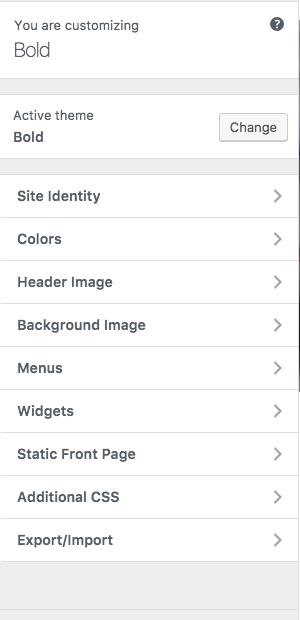 You are customizing
?
Bold
Active theme
Bold
Change
Site Identity
Colors
Header Image
Background Image
Menus
Widgets
Static Front Page
Additional CSS
Export/Import